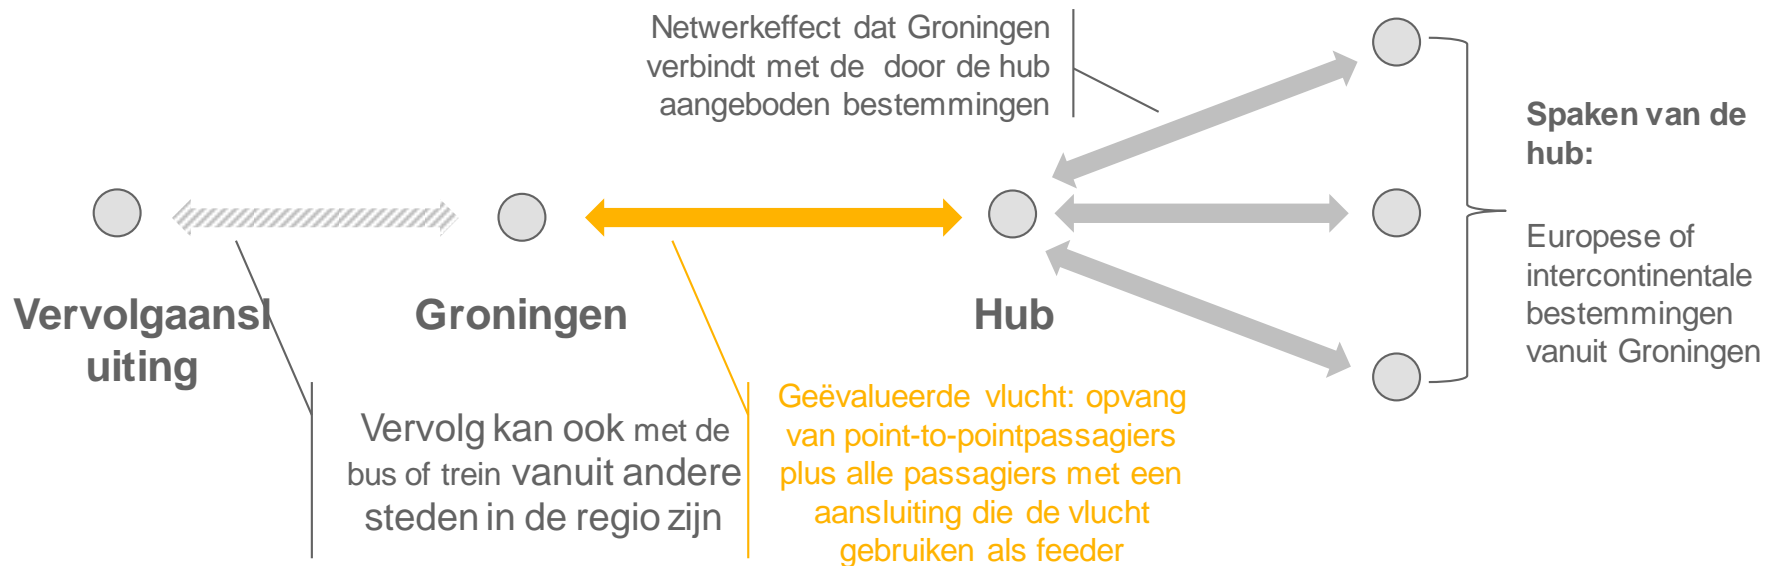 Netwerkeffect dat Groningen
verbindt met de door de hub
aangeboden bestemmingen
Spaken van de
hub:
Europese of
intercontinentale
bestemmingen
vanuit Groningen
Vervolgaansl
uiting
Groningen
Hub
Vervolg kan ook met de
bus of trein vanuit andere
steden in de regio zijn
Geëvalueerde vlucht: opvang
van point-to-pointpassagiers
plus alle passagiers met een
aansluiting die de vlucht
gebruiken als feeder